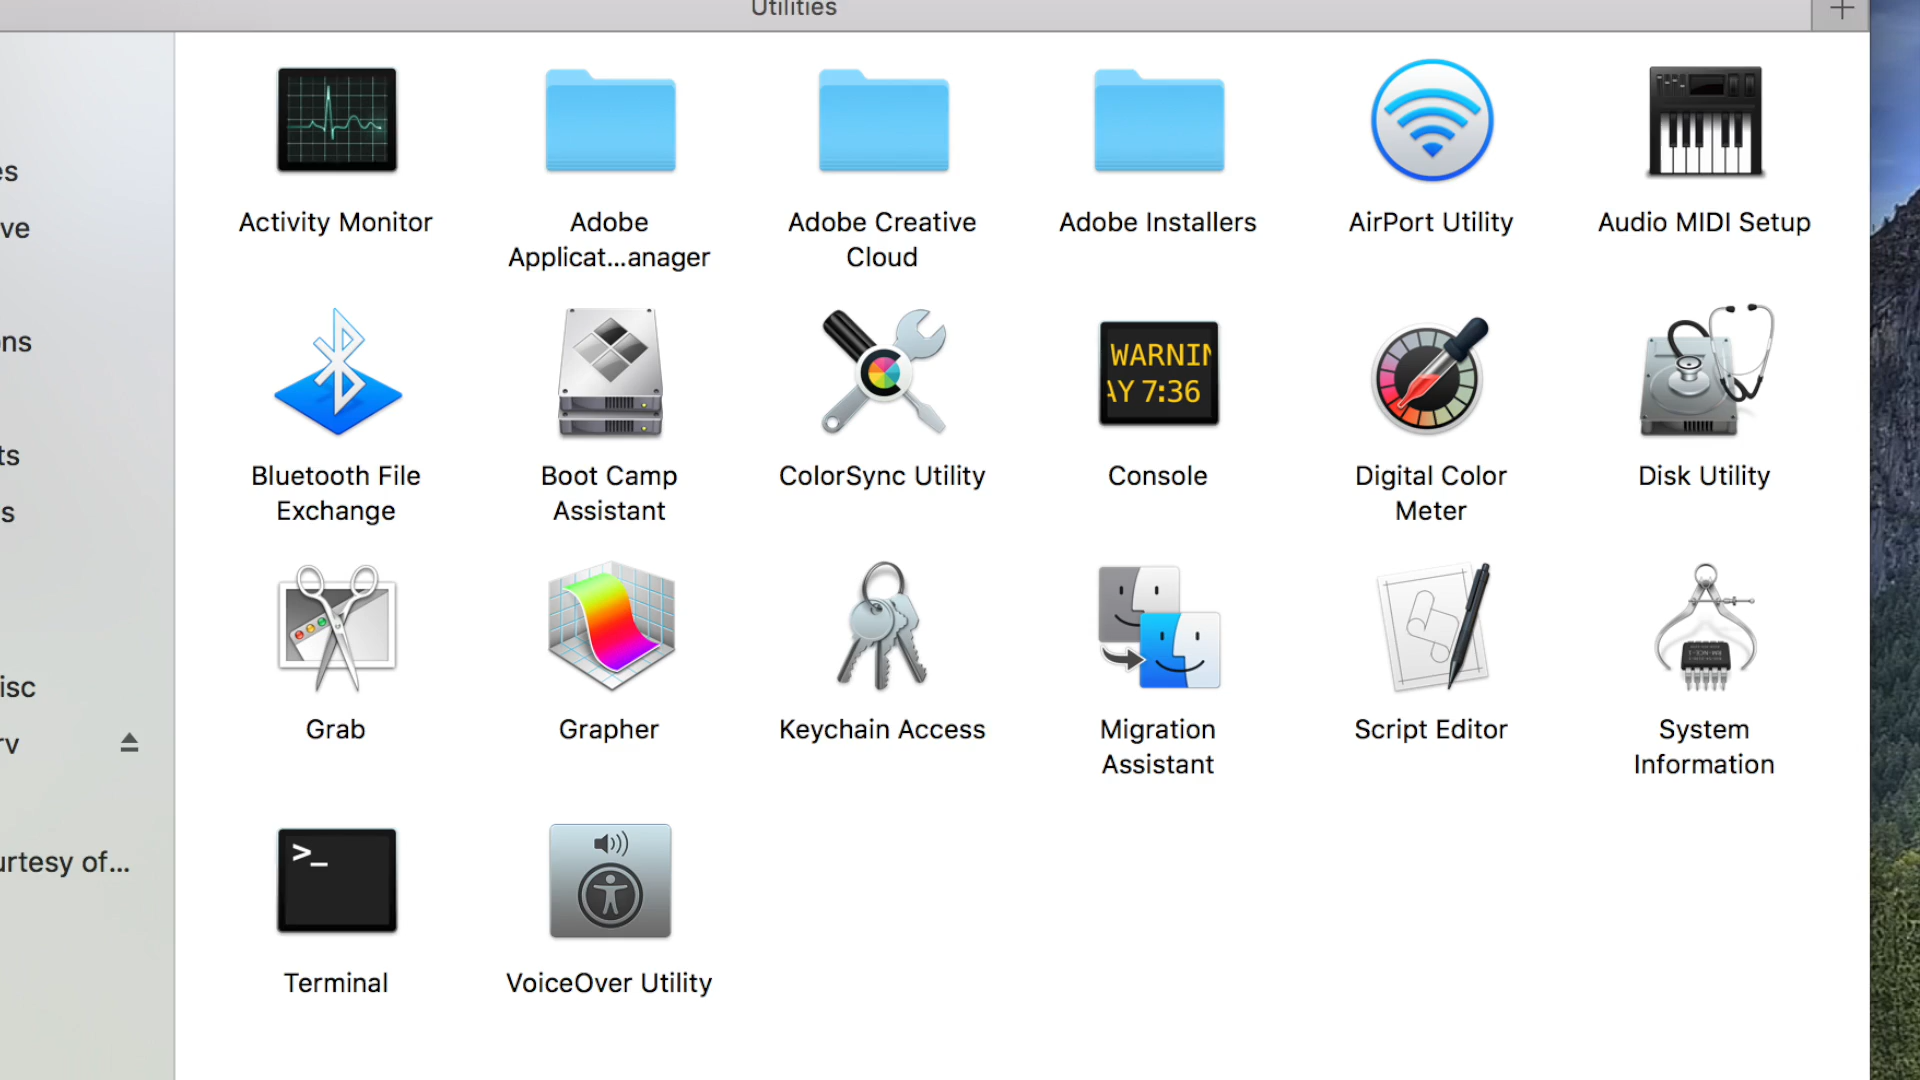 Utilities
es
ve
ons
ts
s
isc
rv
urtesy of...
Activity Monitor
Adobe
Applicat...anager
Adobe Creative
Cloud
Adobe Installers
AirPort Utility
Audio MIDI Setup
WARNIN
AY 7:36
Bluetooth File
Exchange
Boot Camp
Assistant
ColorSync Utility
Console
Digital Color
Meter
Disk Utility
Grab
Grapher
Keychain Access
Migration
Assistant
Script Editor
System
Information
>_
Terminal
VoiceOver Utility